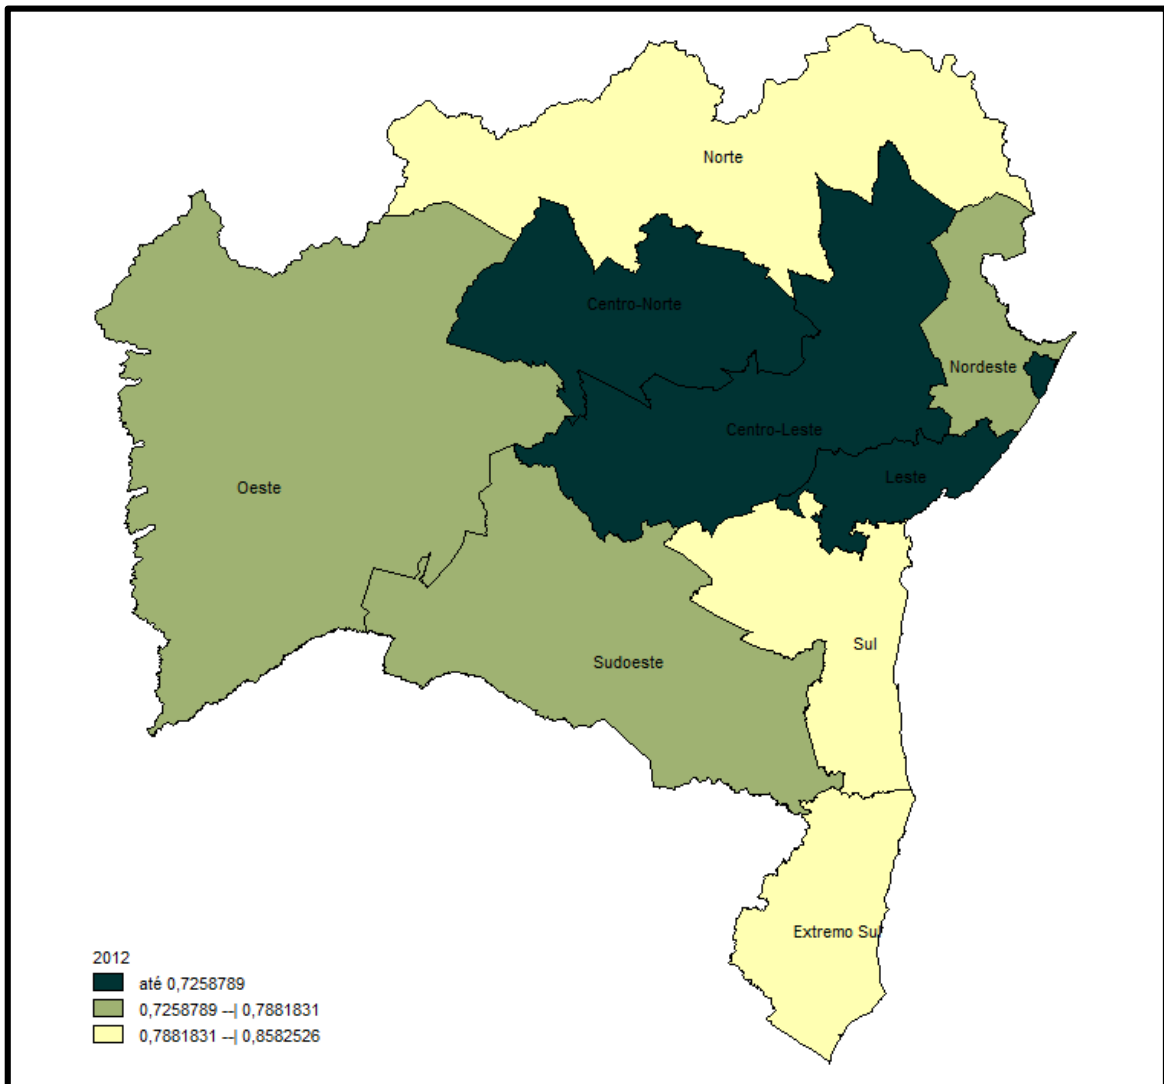 Norte
Centro-Norte
Nordeste
Centro-Leste
Leste
Oeste
Sul
Sudoeste
Extremo Sul
2012
até 0,7258789
0,7258789 --| 0,7881831
0,7881831 --| 0,8582526